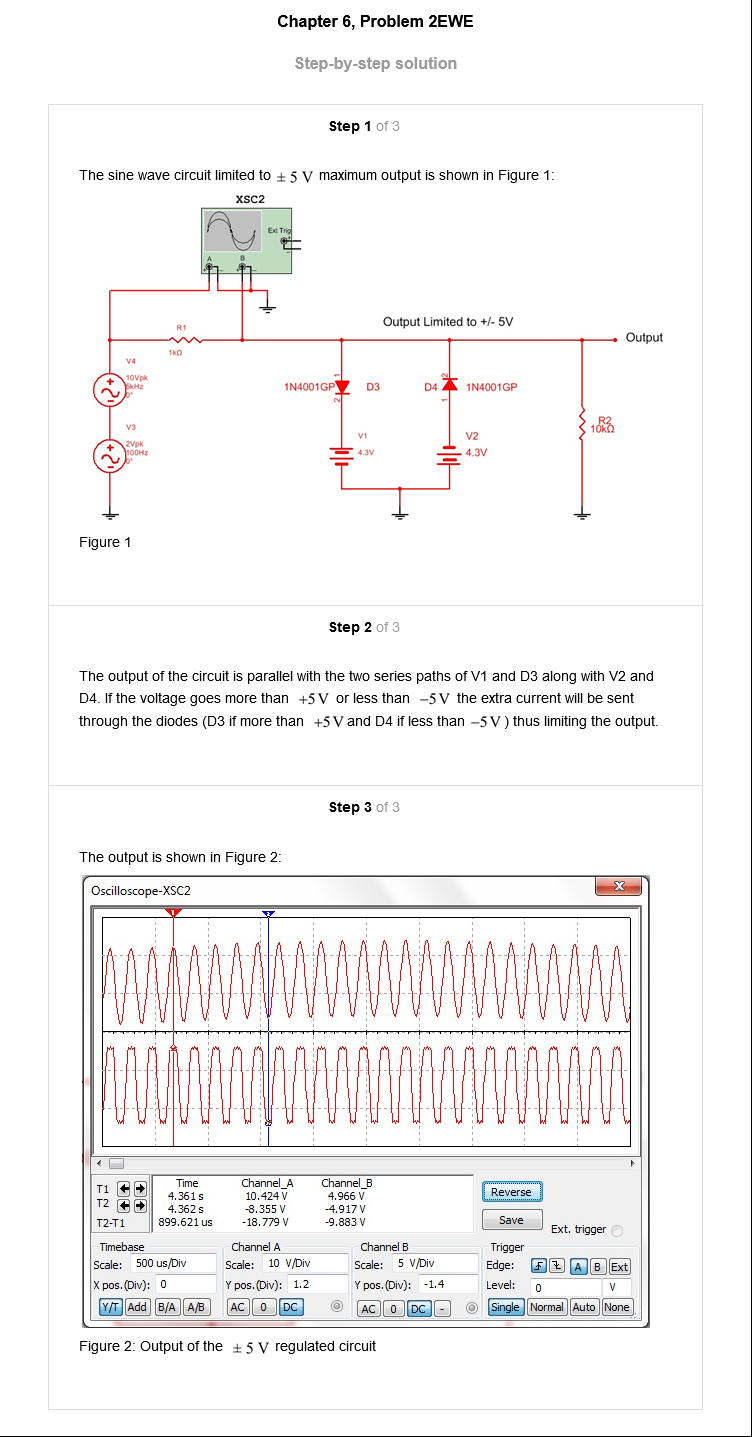 Chapter 6, Problem 2EWE
Step-by-step solution
Step 1 of 3
The sine wave circuit limited to ± 5 V maximum output is shown in Figure 1:
XSC2
Ext Trig
A B
Output Limited to +/- 5V
Output
R1
1kΩ
V4
10Vpk
5kHz
0°
1N4001GP
1
2
D3
D4
2
1
1N4001GP
R2
10kΩ
V3
2Vpk
100Hz
0°
V1
4.3V
V2
4.3V
Figure 1
Step 2 of 3
The output of the circuit is parallel with the two series paths of V1 and D3 along with V2 and
D4. If the voltage goes more than +5 V or less than −5 V the extra current will be sent
through the diodes (D3 if more than +5 V and D4 if less than −5 V ) thus limiting the output.
Step 3 of 3
The output is shown in Figure 2:
Oscilloscope-XSC2
X
1 2
Time Channel_A Channel_B
T1 4.361 s 10.424 V 4.966 V
T2 4.362 s -8.355 V -4.917 V
T2-T1 899.621 us -18.779 V -9.883 V
Reverse
Save
Ext. trigger
Timebase Channel A Channel B Trigger
Scale: 500 us/Div Scale: 10 V/Div Scale: 5 V/Div Edge: A B Ext
X pos.(Div): 0 Y pos.(Div): 1.2 Y pos.(Div): -1.4 Level: 0 V
Y/T Add B/A A/B AC 0 DC AC 0 DC - Single Normal Auto None
Figure 2: Output of the ± 5 V regulated circuit